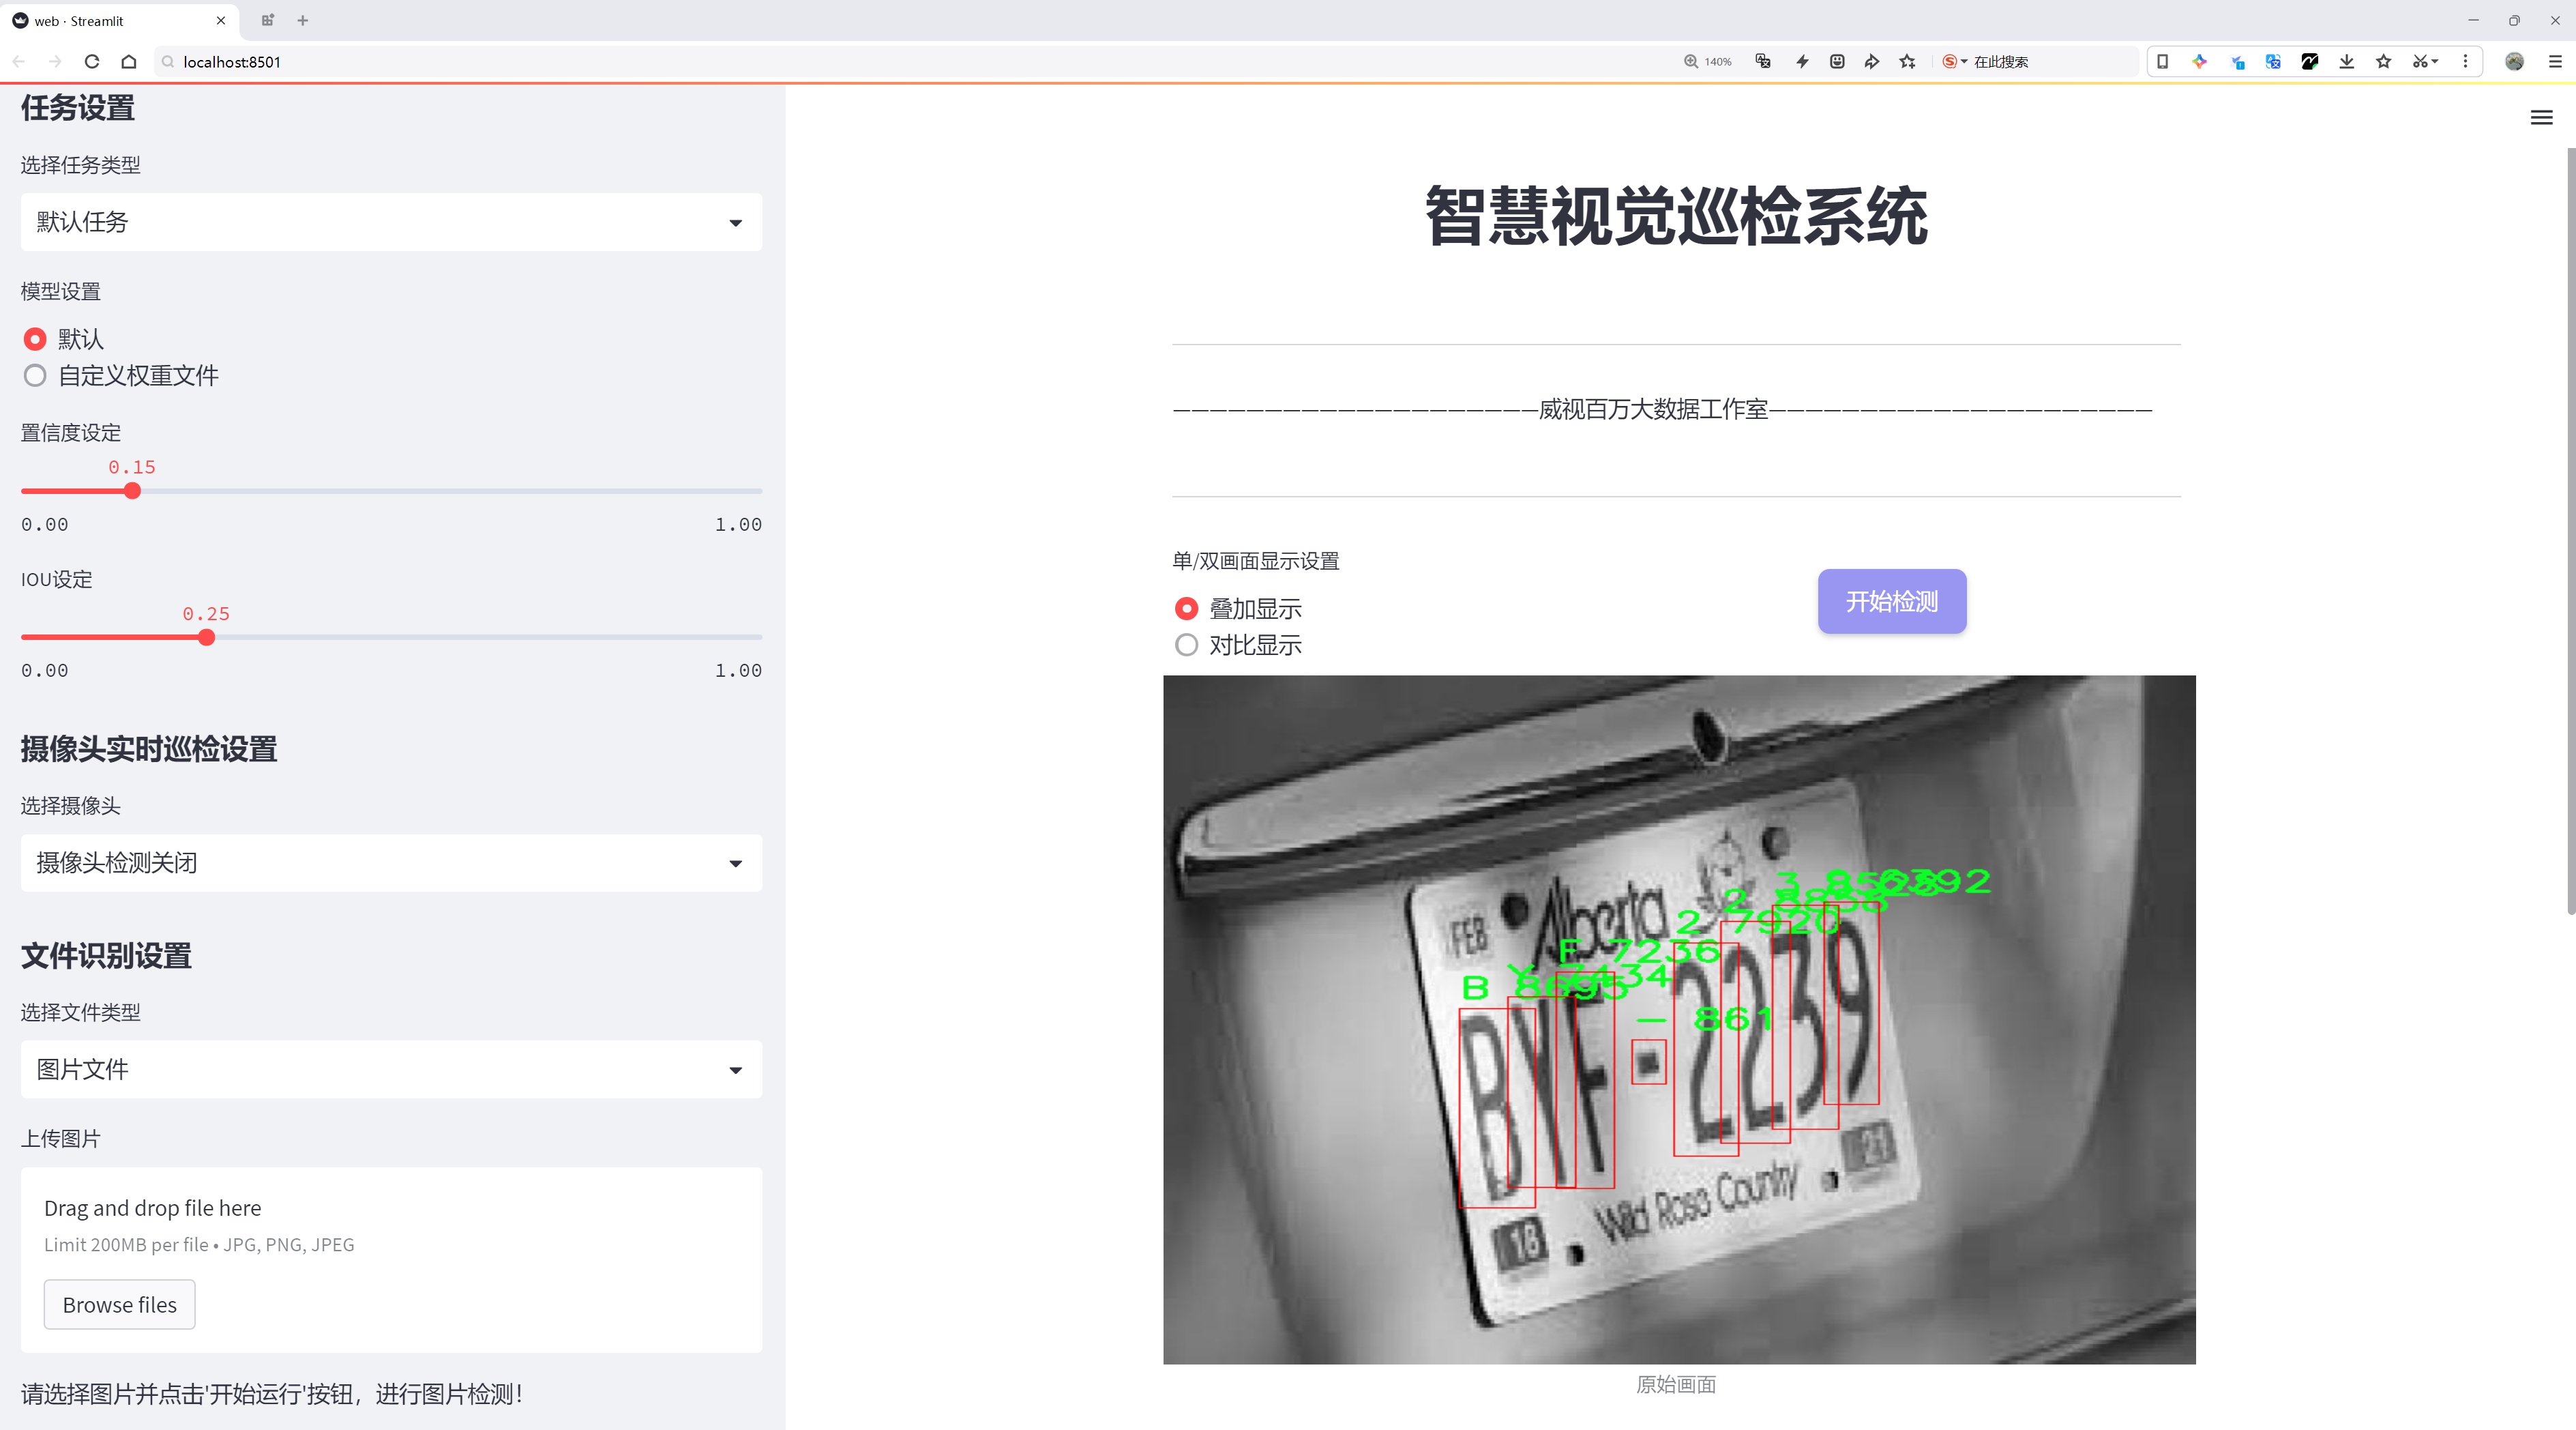 web · Streamlit
localhost:8501
140%
在此搜索
任务设置
选择任务类型
默认任务
模型设置
默认
自定义权重文件
置信度设定
0.15
0.00
1.00
IOU设定
0.25
0.00
1.00
摄像头实时巡检设置
选择摄像头
摄像头检测关闭
文件识别设置
选择文件类型
图片文件
上传图片
Drag and drop file here
Limit 200MB per file • JPG, PNG, JPEG
Browse files
请选择图片并点击'开始运行'按钮，进行图片检测！
智慧视觉巡检系统
————————————————————威视百万大数据工作室—————————————————————
单/双画面显示设置
叠加显示
对比显示
开始检测
FEB
Alberta
2 7920
F 7236
B
— 861
BYF-2239
Wild Rose County
18
21
原始画面